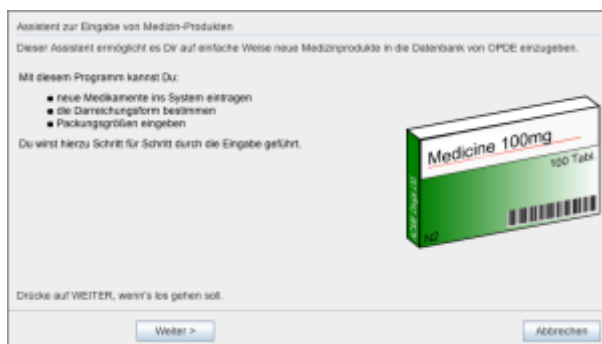 Assistent zur Eingabe von Medizin-Produkten
Dieser Assistent ermöglicht es Dir auf einfache Weise neue Medizinprodukte in die Datenbank von OPDE einzugeben.
Mit diesem Programm kannst Du:
● neue Medikamente ins System eintragen
● die Darreichungsform bestimmen
● Packungsgrößen eingeben
Du wirst hierzu Schritt für Schritt durch die Eingabe geführt.
Medicine 100mg
100 Tabl.
N2
Drücke auf WEITER, wenn's los gehen soll.
Weiter >
Abbrechen